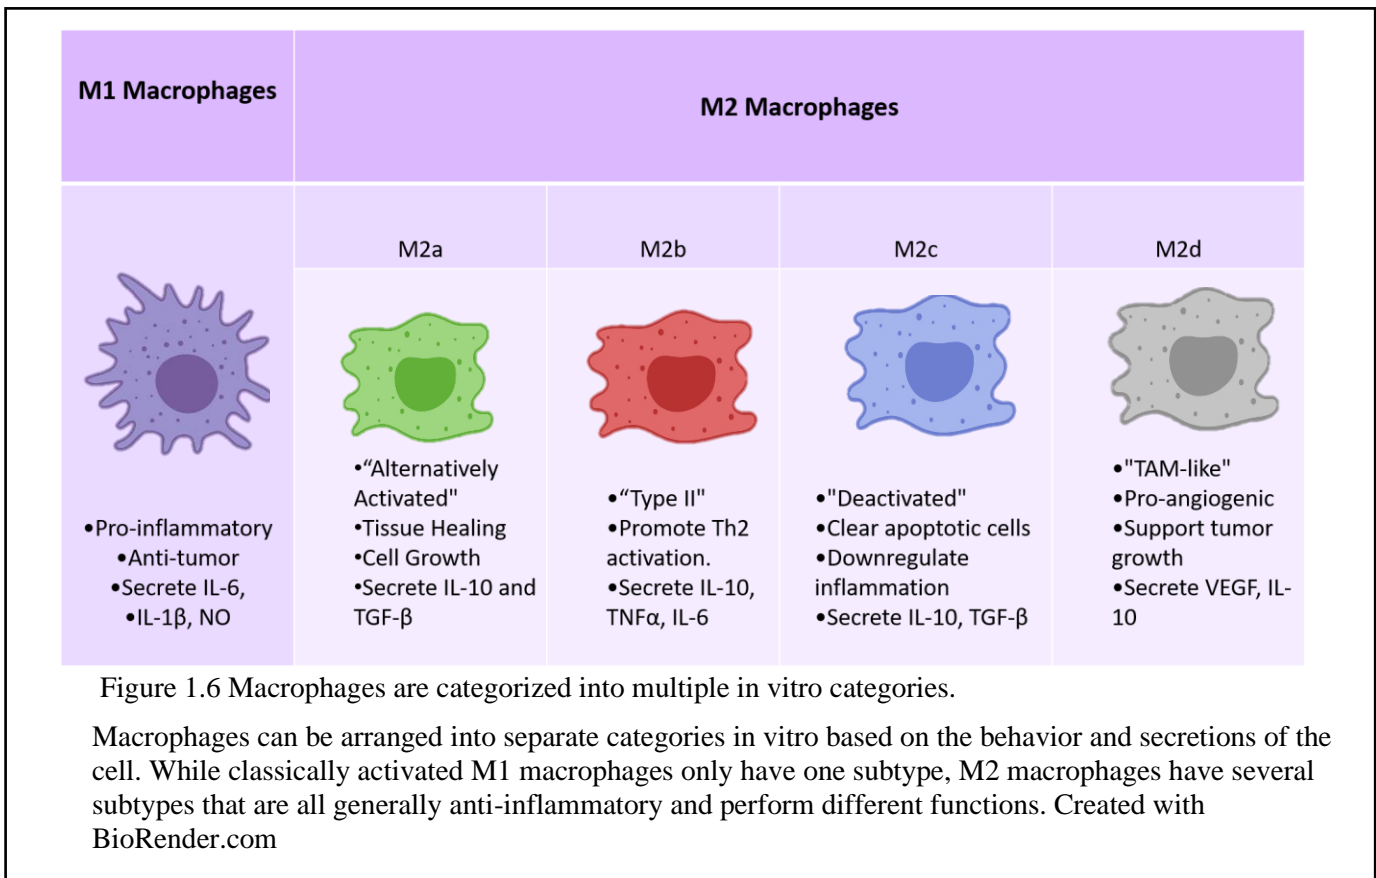 M1 Macrophages
M2 Macrophages
M2a
M2b
M2c
M2d
•Pro-inflammatory
•Anti-tumor
•Secrete IL-6,
•IL-1β, NO
•“Alternatively
Activated"
•Tissue Healing
•Cell Growth
•Secrete IL-10 and
TGF-β
•“Type II"
•Promote Th2
activation.
•Secrete IL-10,
TNFα, IL-6
•"Deactivated"
•Clear apoptotic cells
•Downregulate
inflammation
•Secrete IL-10, TGF-β
•"TAM-like"
•Pro-angiogenic
•Support tumor
growth
•Secrete VEGF, IL-
10
Figure 1.6 Macrophages are categorized into multiple in vitro categories.
Macrophages can be arranged into separate categories in vitro based on the behavior and secretions of the
cell. While classically activated M1 macrophages only have one subtype, M2 macrophages have several
subtypes that are all generally anti-inflammatory and perform different functions. Created with
BioRender.com